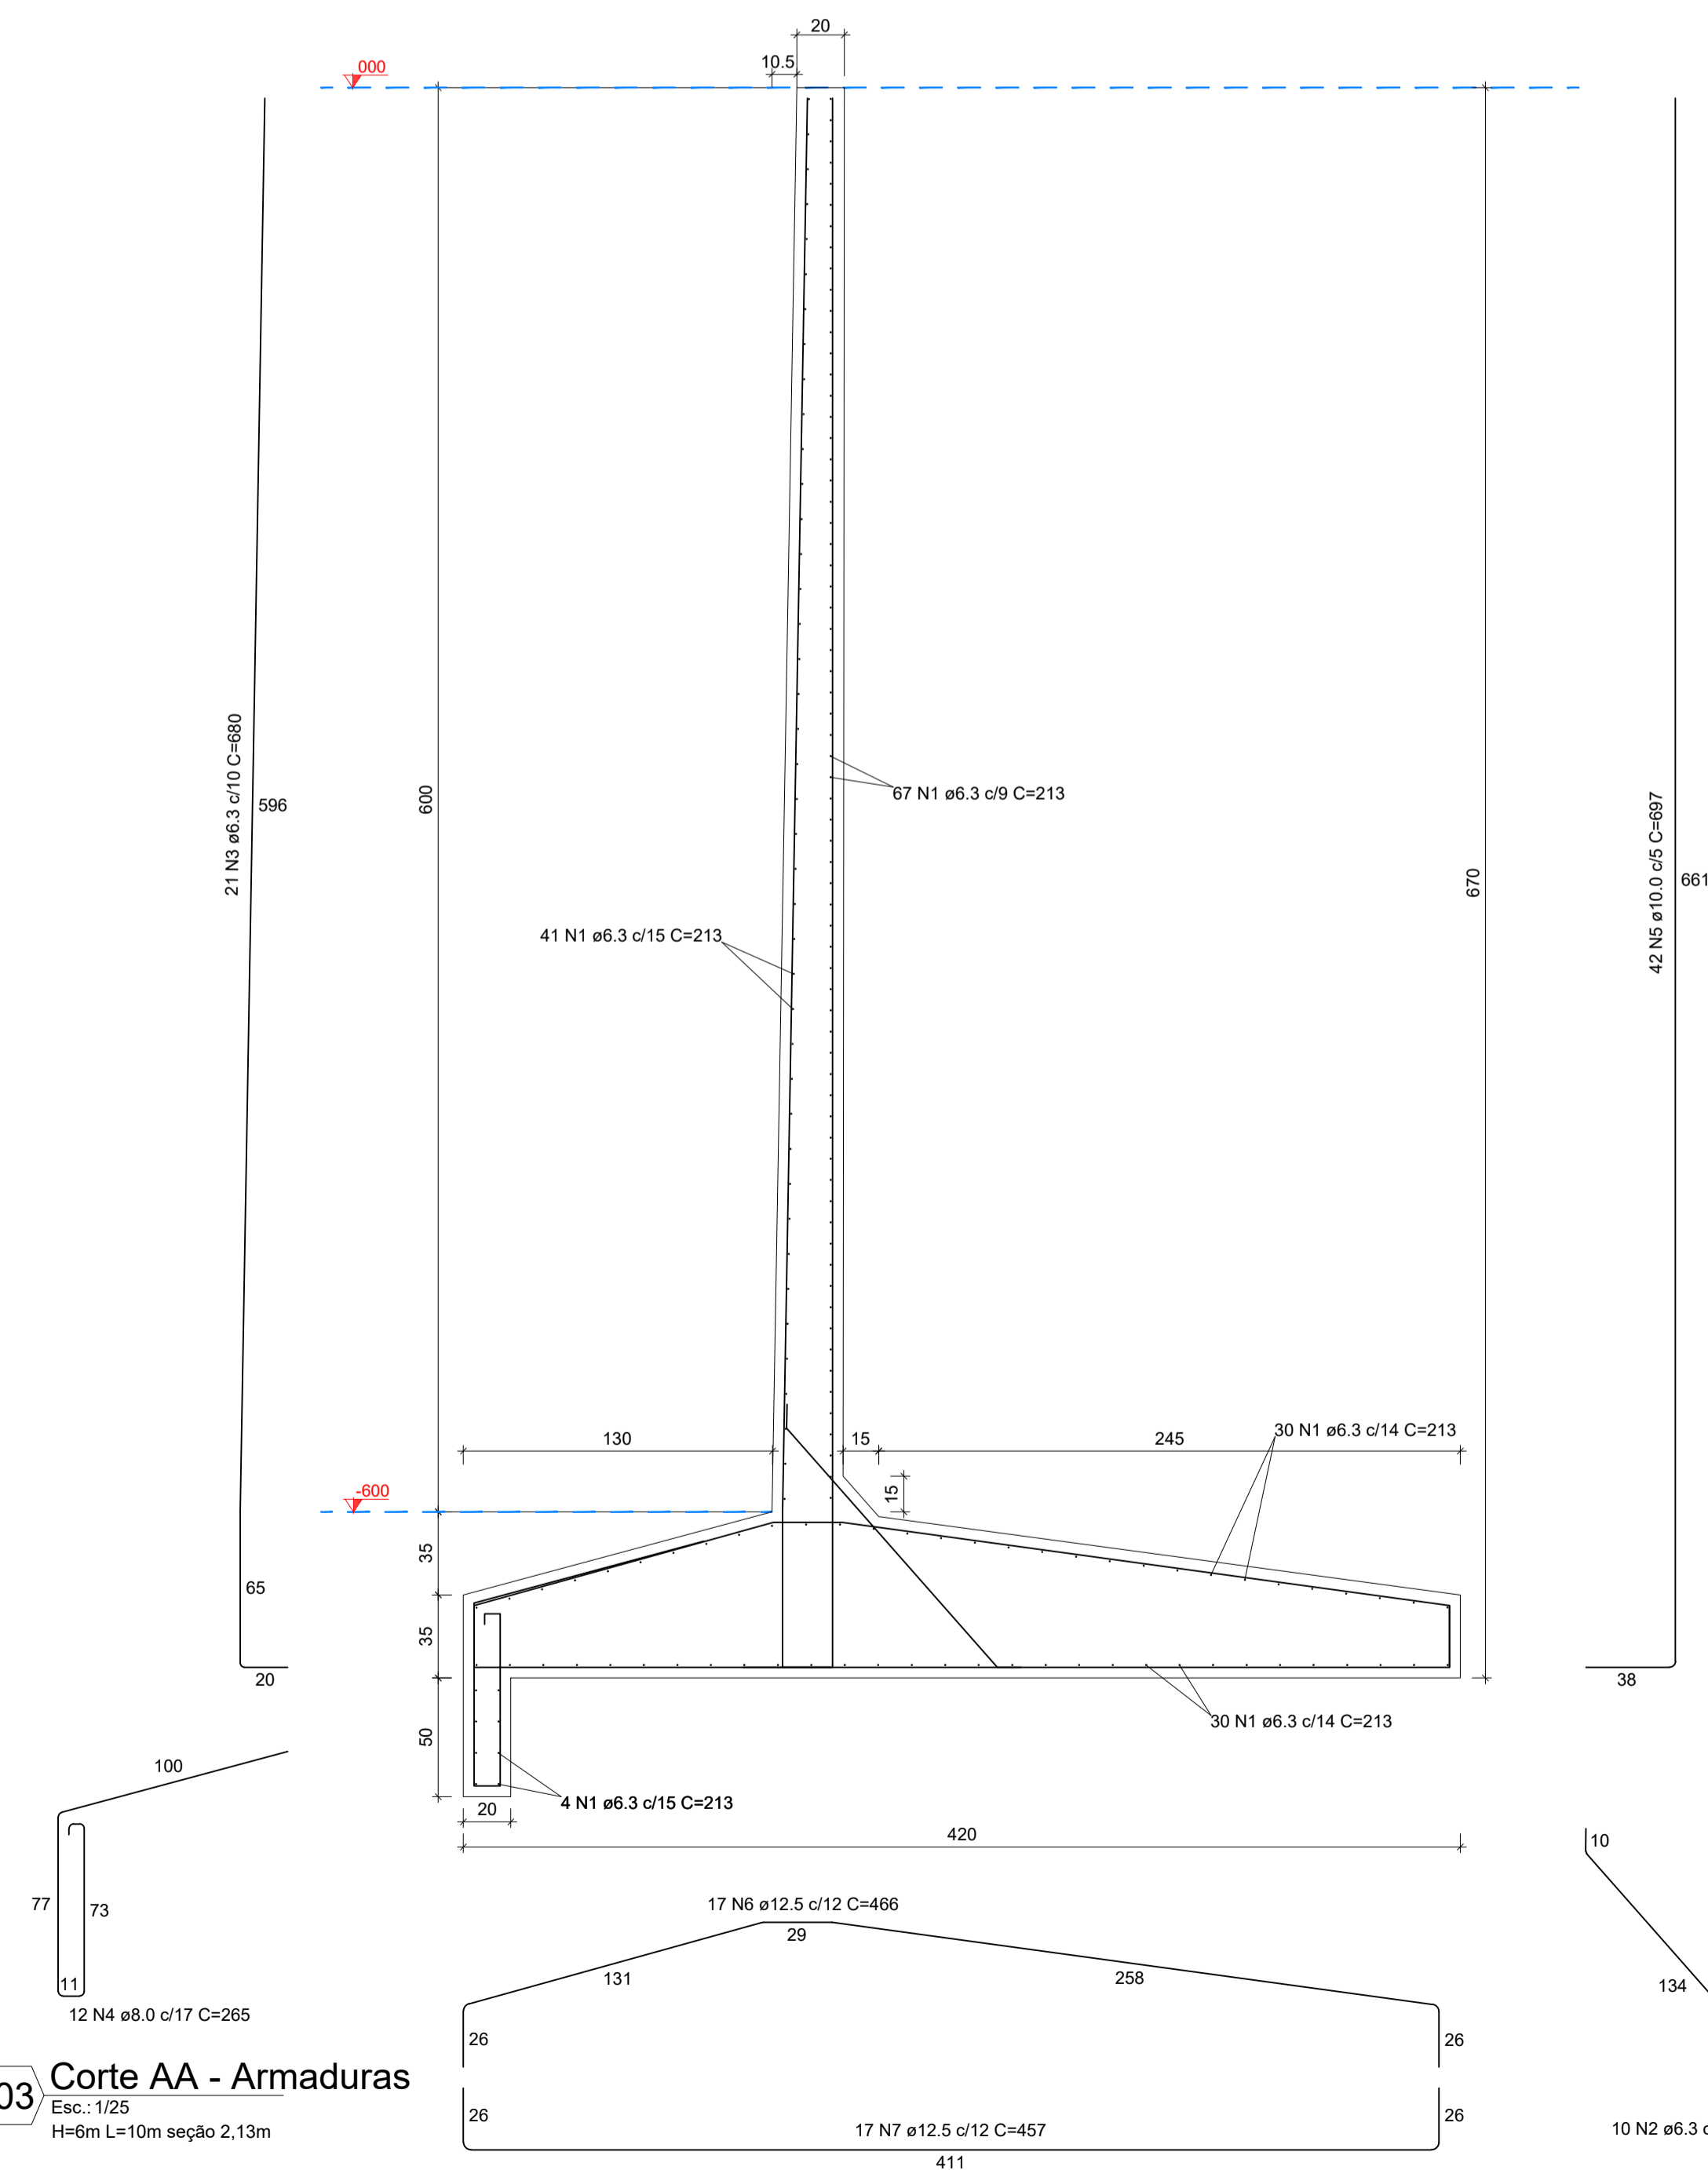 20
10.5
000
21 N3 ø6.3 c/10 C=680
596
600
67 N1 ø6.3 c/9 C=213
41 N1 ø6.3 c/15 C=213
670
42 N5 ø10.0 c/5 C=697
661
130
15
245
30 N1 ø6.3 c/14 C=213
15
-600
35
65
35
20
38
50
30 N1 ø6.3 c/14 C=213
100
4 N1 ø6.3 c/15 C=213
20
420
10
77
73
17 N6 ø12.5 c/12 C=466
29
131
258
134
11
12 N4 ø8.0 c/17 C=265
26
26
03
Corte AA - Armaduras
Esc.: 1/25
H=6m L=10m seção 2,13m
26
26
17 N7 ø12.5 c/12 C=457
411
10 N2 ø6.3 c